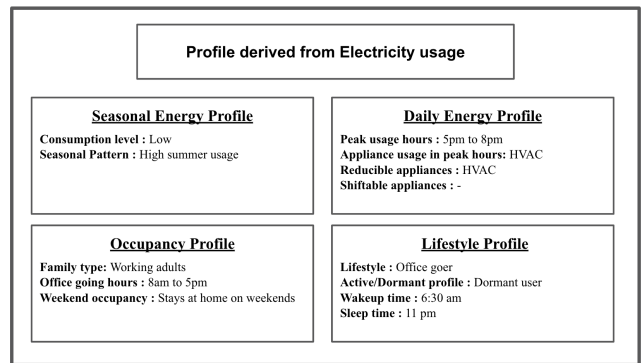 Profile derived from Electricity usage
Seasonal Energy Profile
Consumption level : Low
Seasonal Pattern : High summer usage
Daily Energy Profile
Peak usage hours : 5pm to 8pm
Appliance usage in peak hours: HVAC
Reducible appliances : HVAC
Shiftable appliances : -
Occupancy Profile
Family type: Working adults
Office going hours : 8am to 5pm
Weekend occupancy : Stays at home on weekends
Lifestyle Profile
Lifestyle : Office goer
Active/Dormant profile : Dormant user
Wakeup time : 6:30 am
Sleep time : 11 pm